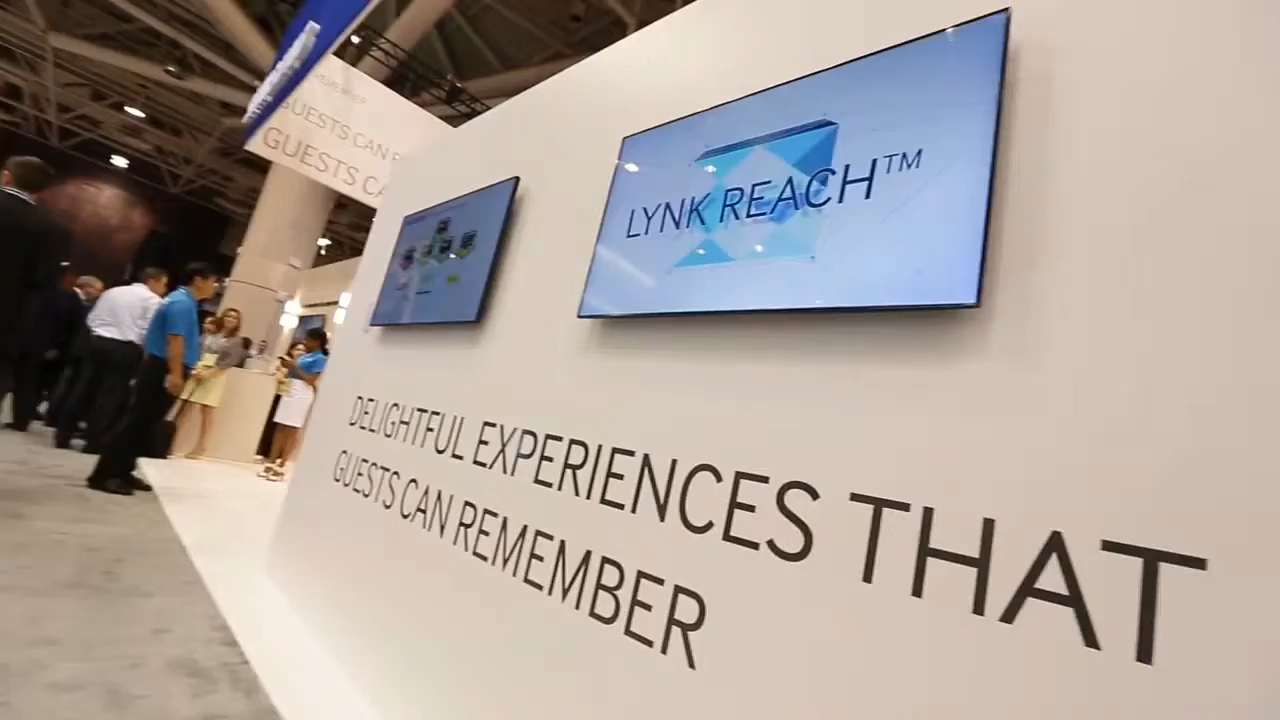 GUESTS CAN
GUESTS CA
LYNK REACH™
DELIGHTFUL EXPERIENCES THAT
GUESTS CAN REMEMBER